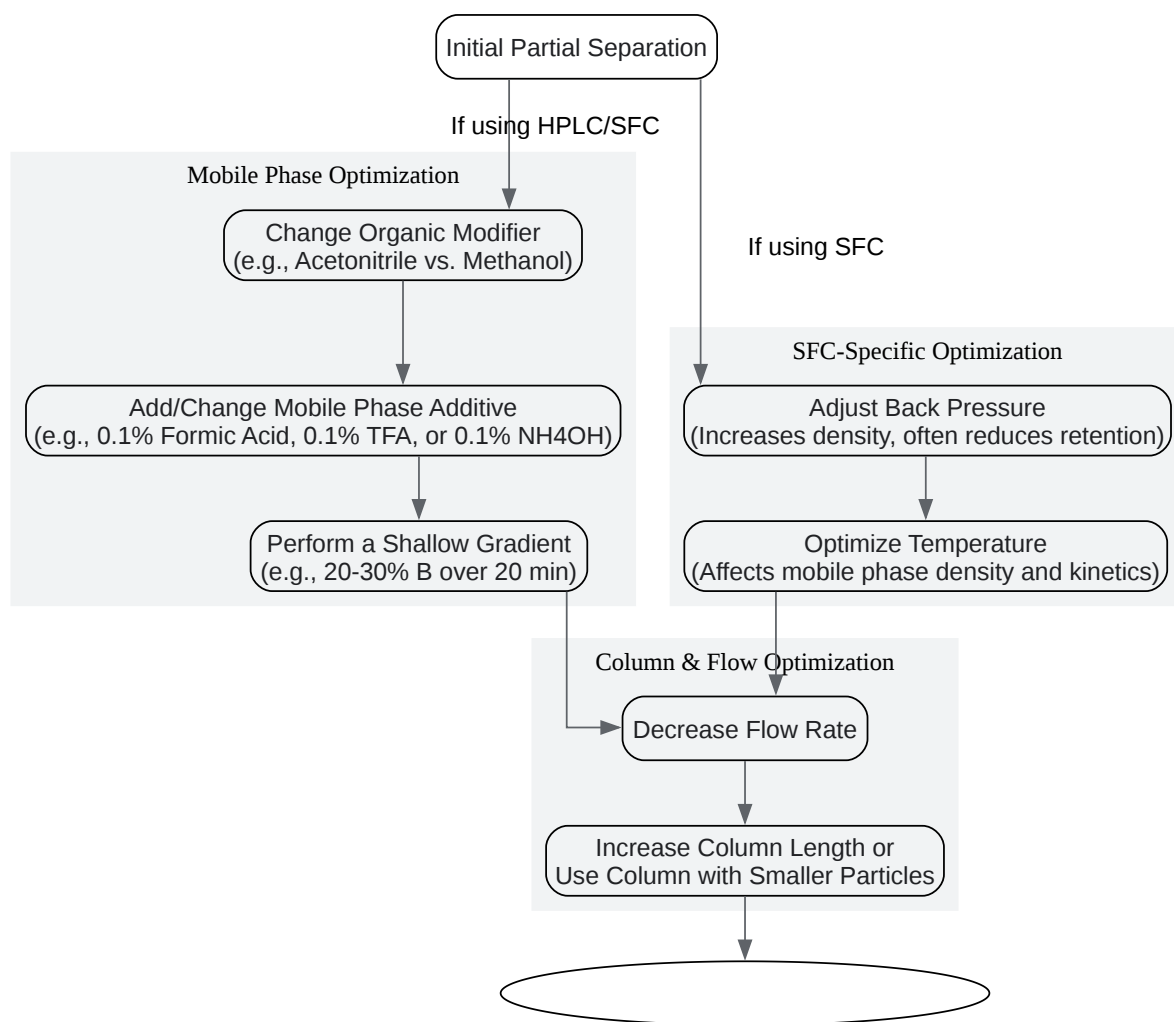 Initial Partial Separation
If using HPLC/SFC
Mobile Phase Optimization
Change Organic Modifier
(e.g., Acetonitrile vs. Methanol)
If using SFC
SFC-Specific Optimization
Add/Change Mobile Phase Additive
(e.g., 0.1% Formic Acid, 0.1% TFA, or 0.1% NH4OH)
Adjust Back Pressure
(Increases density, often reduces retention)
Perform a Shallow Gradient
(e.g., 20-30% B over 20 min)
Optimize Temperature
(Affects mobile phase density and kinetics)
Column & Flow Optimization
Decrease Flow Rate
Increase Column Length or
Use Column with Smaller Particles